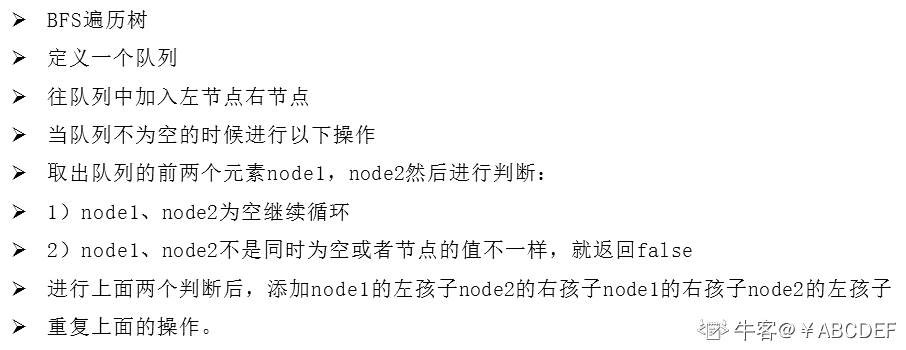 ➢ BFS遍历树
➢ 定义一个队列
➢ 往队列中加入左节点右节点
➢ 当队列不为空的时候进行以下操作
➢ 取出队列的前两个元素node1，node2然后进行判断：
➢ 1）node1、node2为空继续循环
➢ 2）node1、node2不是同时为空或者节点的值不一样，就返回false
➢ 进行上面两个判断后，添加node1的左孩子node2的右孩子node1的右孩子node2的左孩子
➢ 重复上面的操作。
牛客@￥ABCDEF